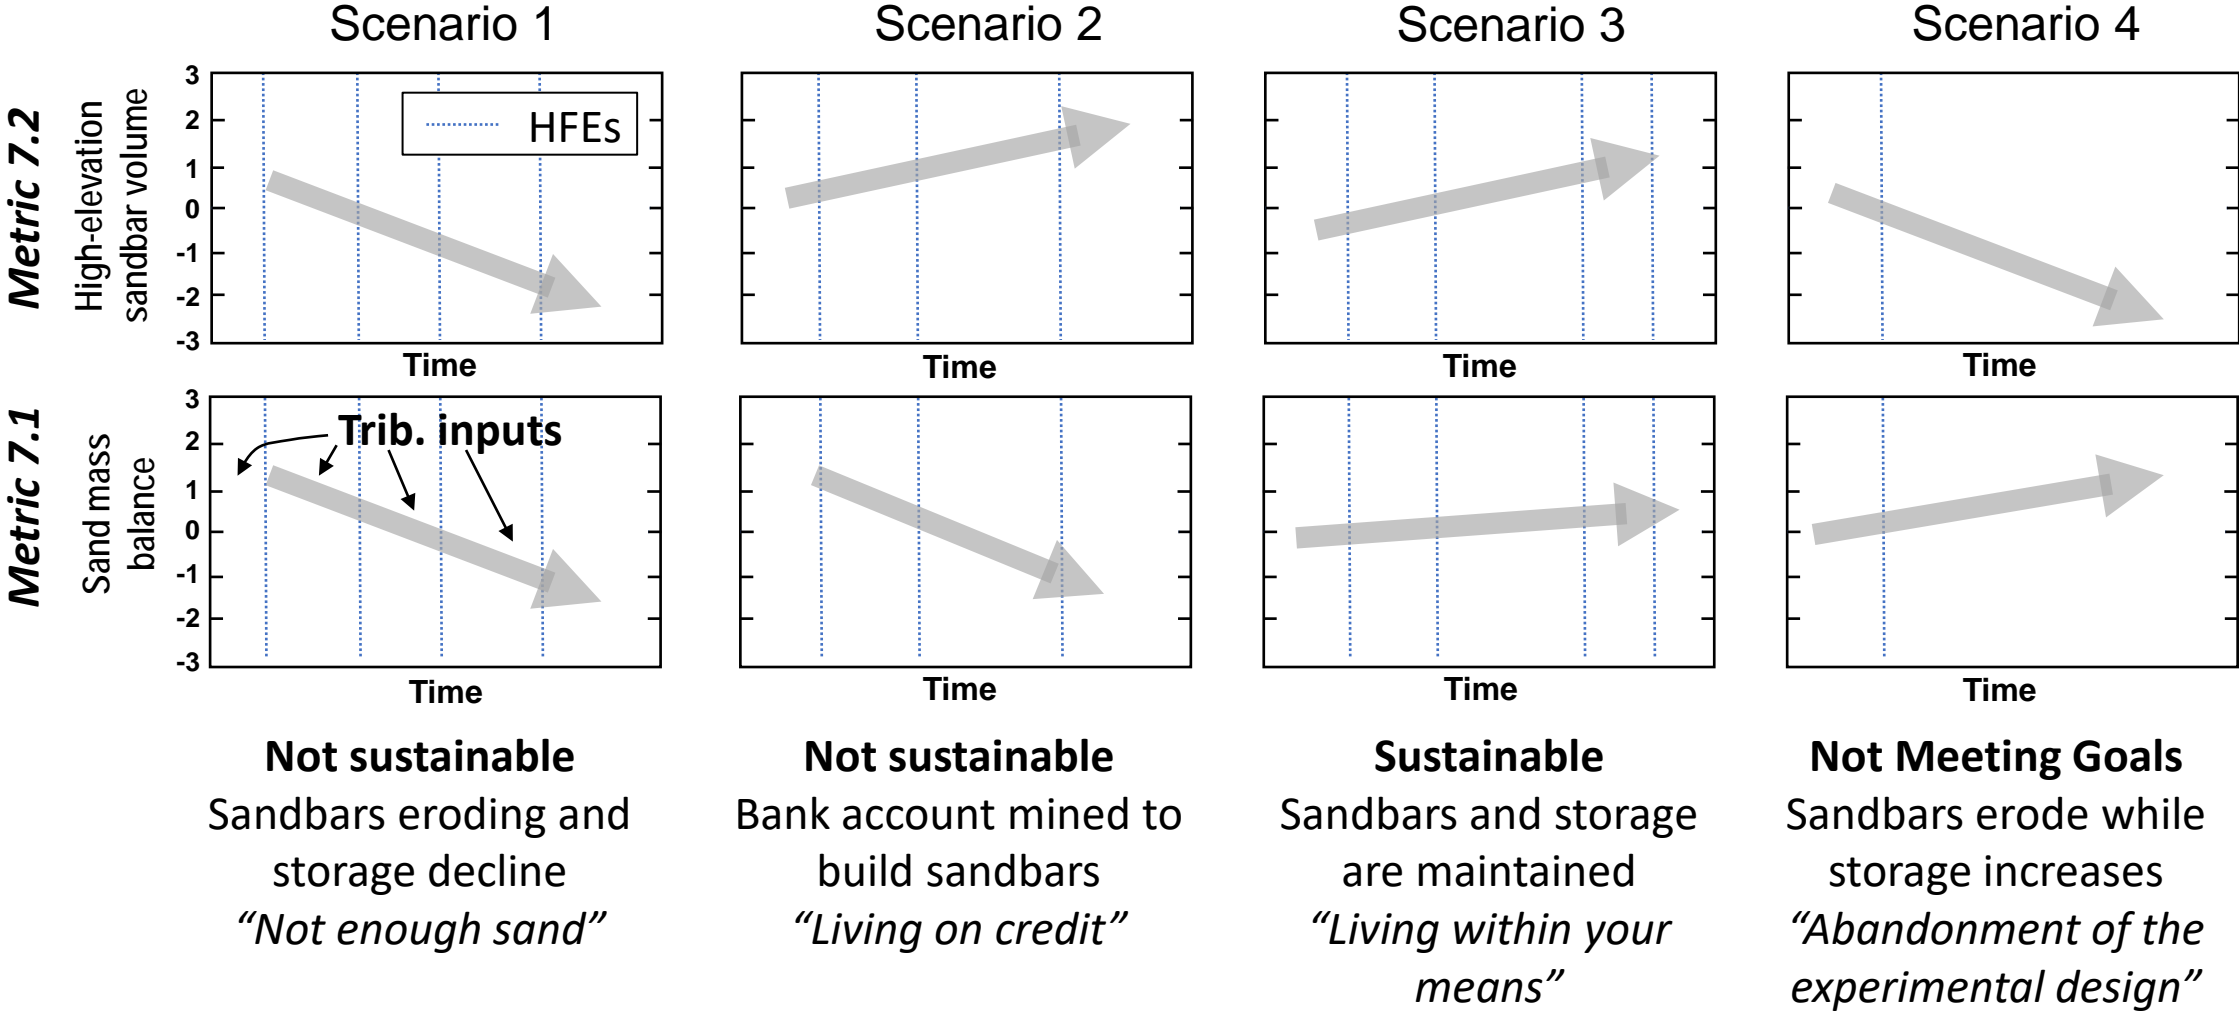 Scenario 1
Scenario 2
Scenario 3
Scenario 4
Metric 7.2
High-elevation
sandbar volume
3
2
1
0
-1
-2
-3
HFEs
Time
Time
Time
Time
Metric 7.1
Sand mass
balance
3
2
1
0
-1
-2
-3
Trib. inputs
Time
Time
Time
Time
Not sustainable
Sandbars eroding and
storage decline
“Not enough sand”
Not sustainable
Bank account mined to
build sandbars
“Living on credit”
Sustainable
Sandbars and storage
are maintained
“Living within your
means”
Not Meeting Goals
Sandbars erode while
storage increases
“Abandonment of the
experimental design”